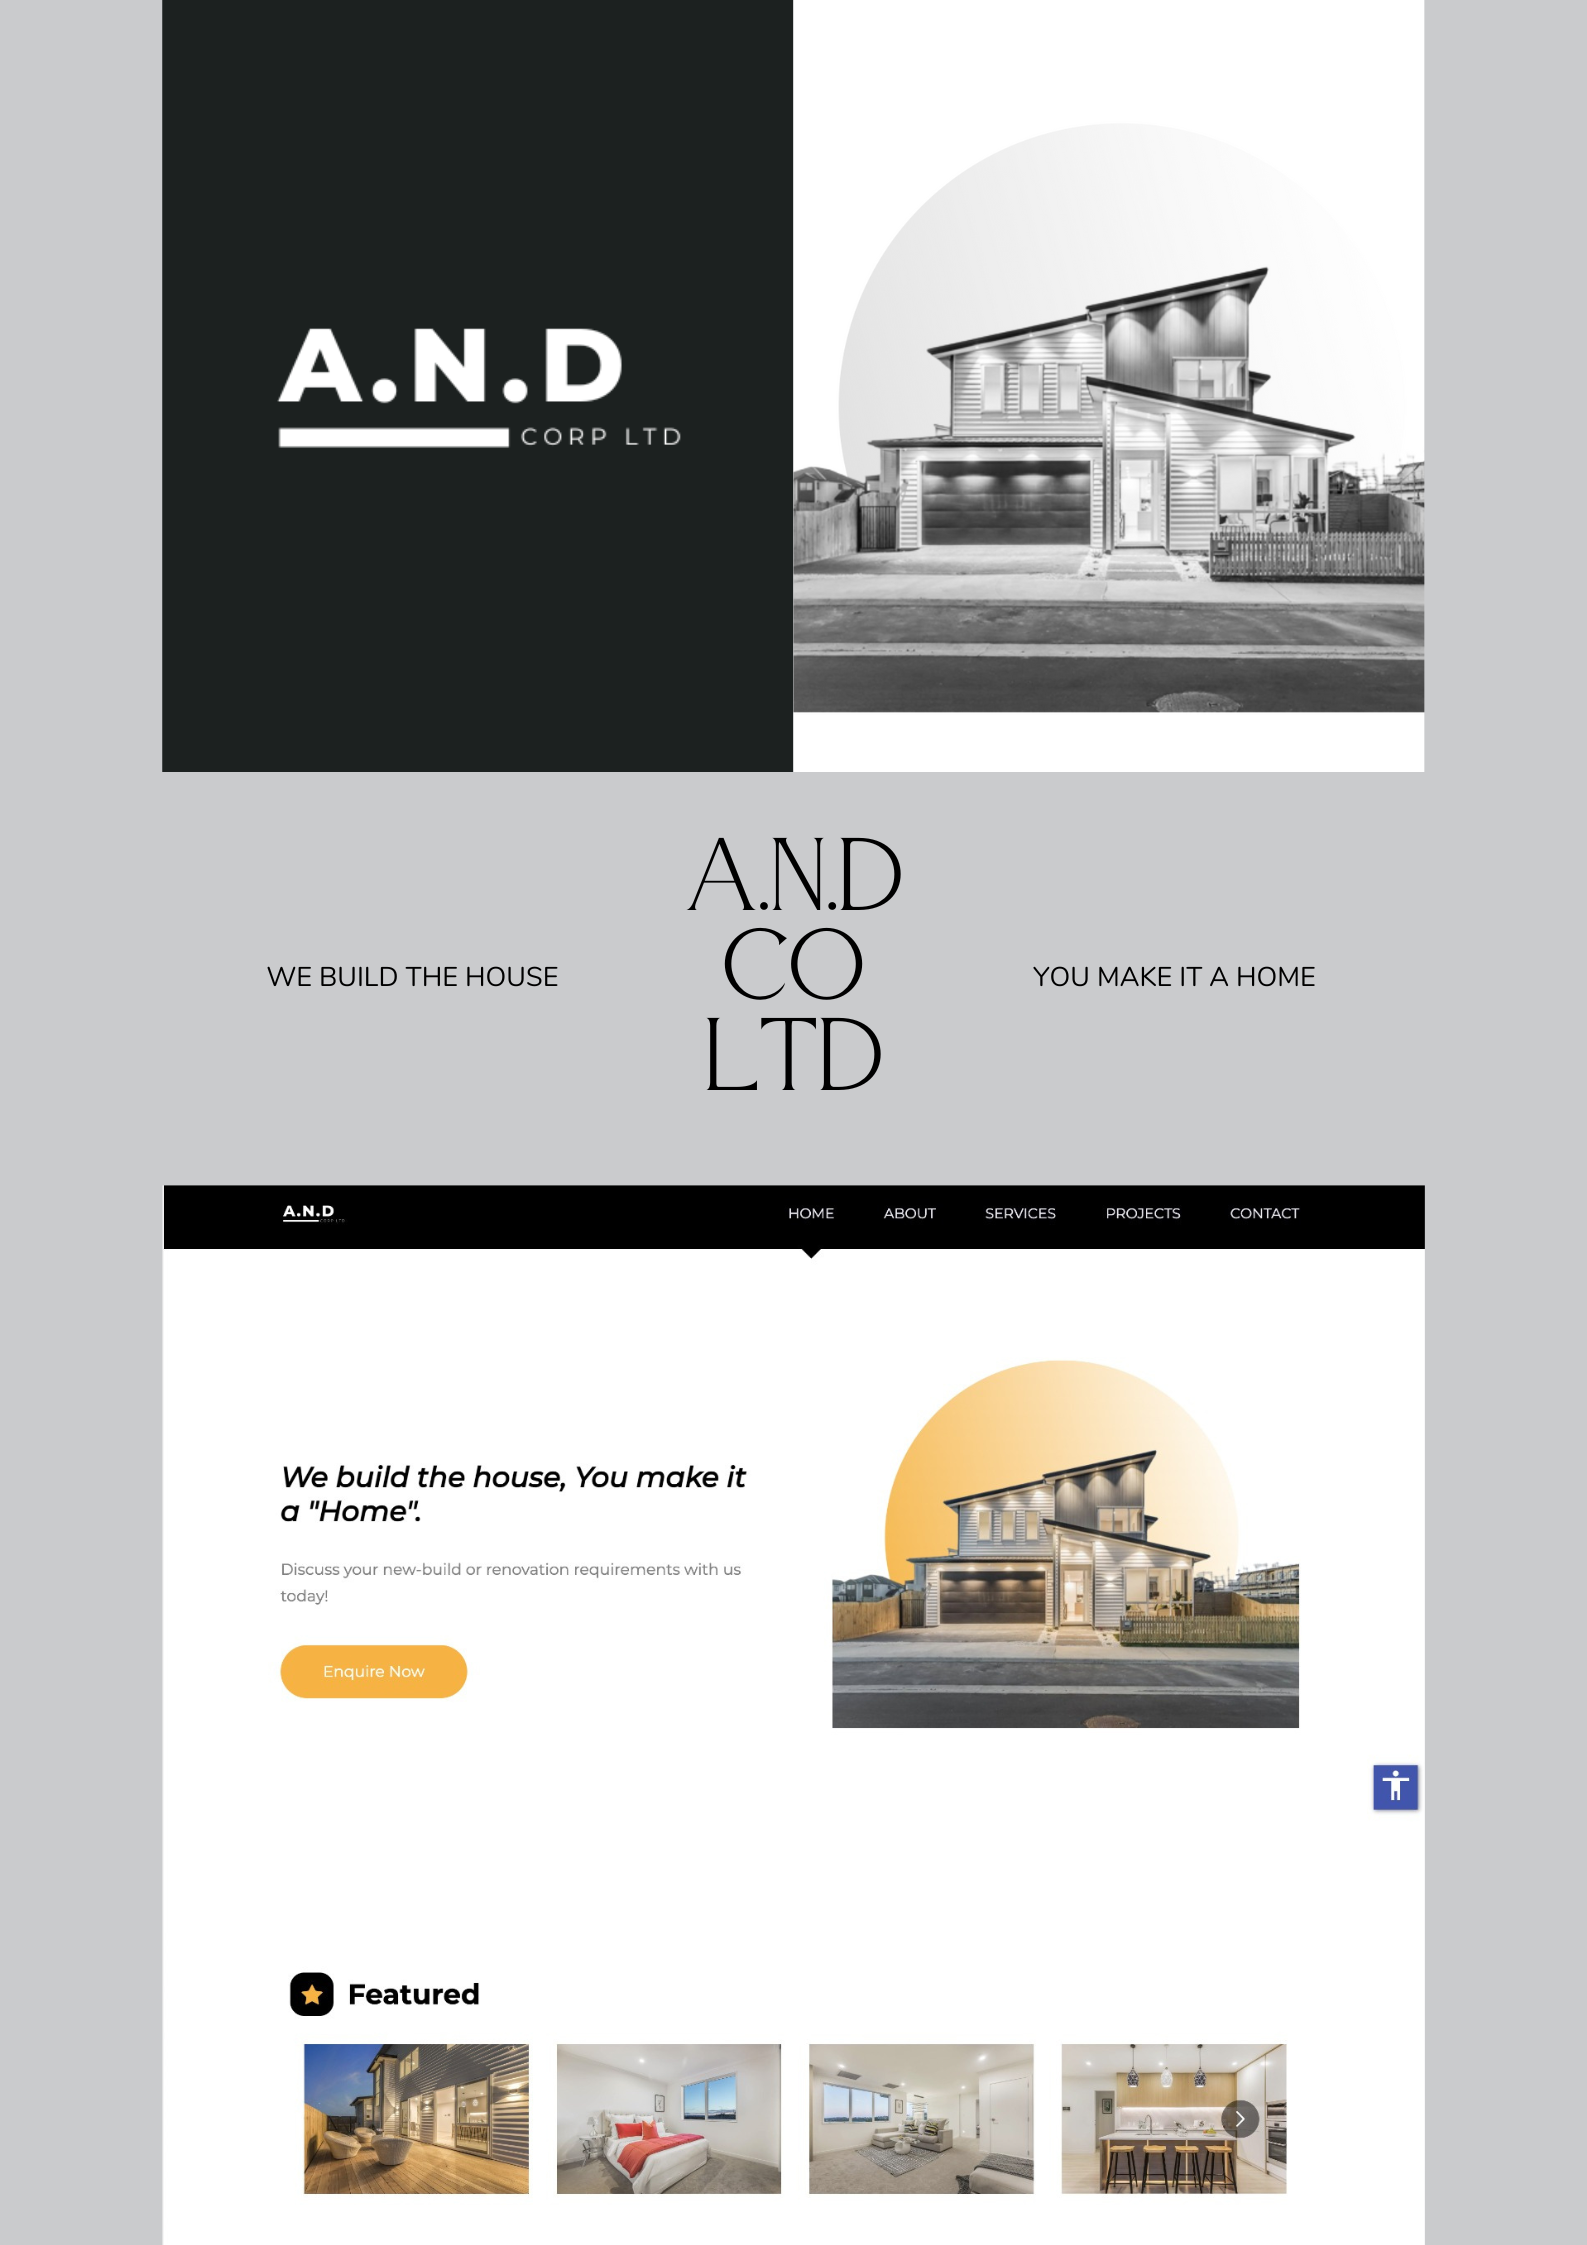 A.N.D
CORP LTD
A.N.D
CO
LTD
WE BUILD THE HOUSE
YOU MAKE IT A HOME
A.N.D
CORP LTD
HOME
ABOUT
SERVICES
PROJECTS
CONTACT
We build the house, You make it
a "Home".
Discuss your new-build or renovation requirements with us
today!
Enquire Now
Featured